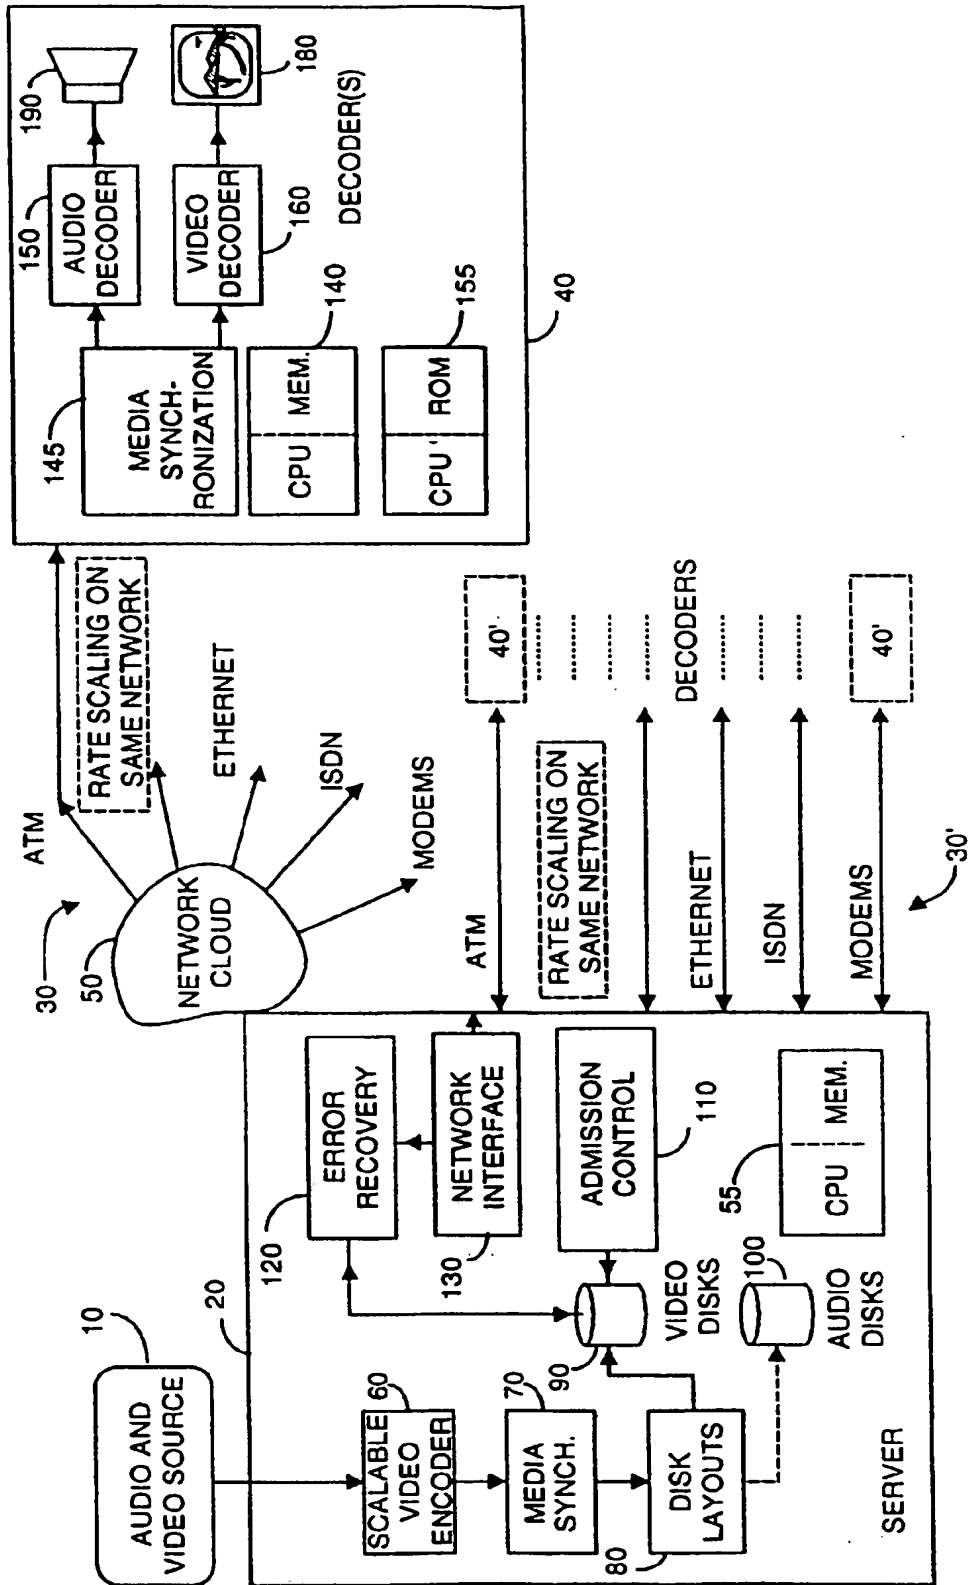 10
AUDIO AND
VIDEO SOURCE
20
60
SCALABLE
VIDEO
ENCODER
70
MEDIA
SYNCH.
80
DISK
LAYOUTS
SERVER
120
ERROR
RECOVERY
130
NETWORK
INTERFACE
90
VIDEO
DISKS
100
AUDIO
DISKS
ADMISSION
CONTROL
110
55
CPU
MEM.
30
50
NETWORK
CLOUD
ATM
RATE SCALING ON
SAME NETWORK
ETHERNET
ISDN
MODEMS
ATM
RATE SCALING ON
SAME NETWORK
ETHERNET
ISDN
MODEMS
30'
40'
DECODERS
40'
145
MEDIA
SYNCH-
RONIZATION
150
AUDIO
DECODER
190
VIDEO
DECODER
160
180
CPU
MEM.
140
CPU '
ROM
155
DECODER(S)
40